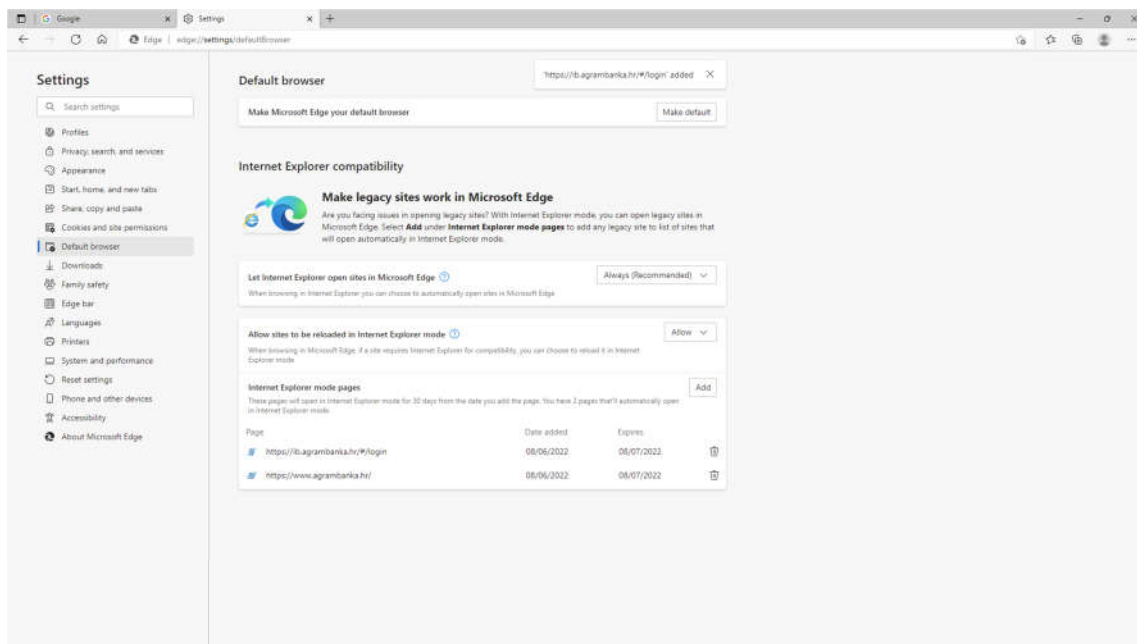 Google
Settings
Edge | edge://settings/defaultBrowser
Settings
Search settings
Profiles
Privacy, search, and services
Appearance
Start, home, and new tabs
Share, copy and paste
Cookies and site permissions
Default browser
Downloads
Family safety
Edge bar
Languages
Printers
System and performance
Reset settings
Phone and other devices
Accessibility
About Microsoft Edge
Default browser
'https://ib.agrambanka.hr/#/login' added
Make Microsoft Edge your default browser
Make default
Internet Explorer compatibility
Make legacy sites work in Microsoft Edge
Are you facing issues in opening legacy sites? With Internet Explorer mode, you can open legacy sites in
Microsoft Edge. Select Add under Internet Explorer mode pages to add any legacy site to list of sites that
will open automatically in Internet Explorer mode.
Let Internet Explorer open sites in Microsoft Edge
Always (Recommended)
When browsing in Internet Explorer you can choose to automatically open sites in Microsoft Edge
Allow sites to be reloaded in Internet Explorer mode
Allow
When browsing in Microsoft Edge, if a site requires Internet Explorer for compatibility, you can choose to reload it in Internet
Explorer mode
Internet Explorer mode pages
Add
These pages will open in Internet Explorer mode for 30 days from the date you add the page. You have 2 pages that'll automatically open
in Internet Explorer mode.
Page Date added Expires
https://ib.agrambanka.hr/#/login 08/06/2022 08/07/2022
https://www.agrambanka.hr/ 08/06/2022 08/07/2022